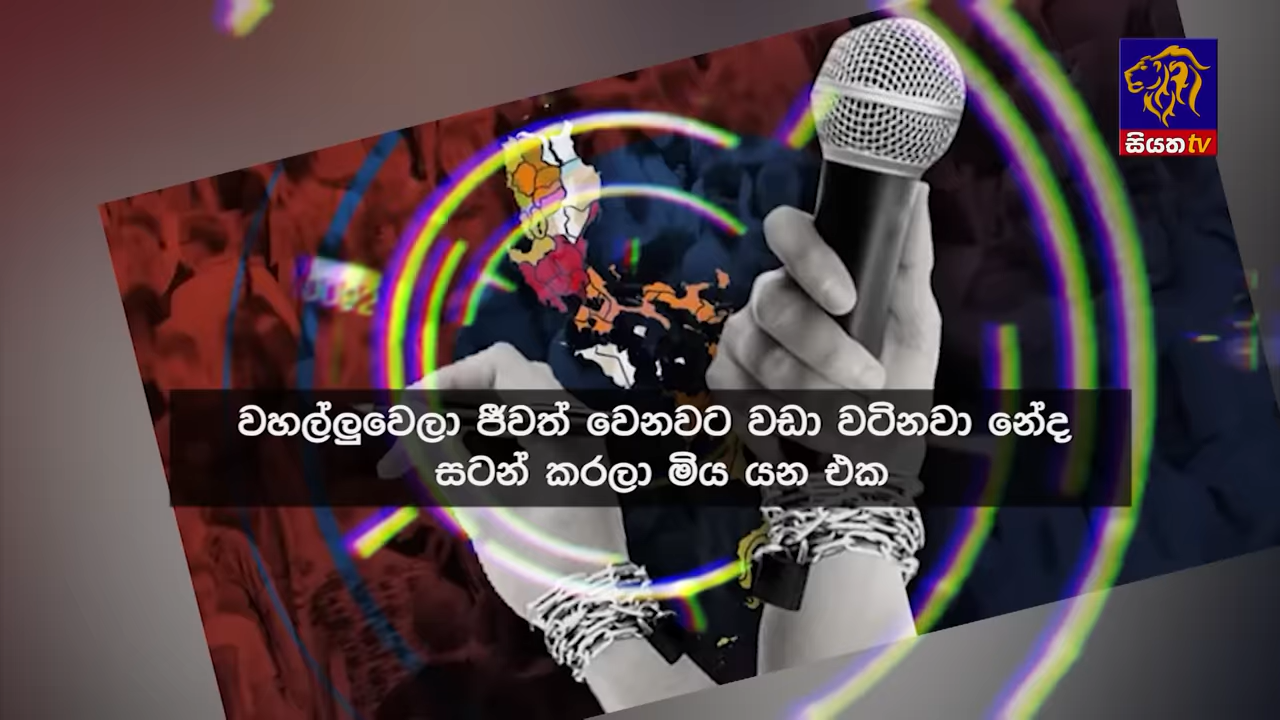 සියත tv
වහල්ලුවෙලා ජීවත් වෙනවට වඩා වටිනවා නේද
සටන් කරලා මිය යන එක